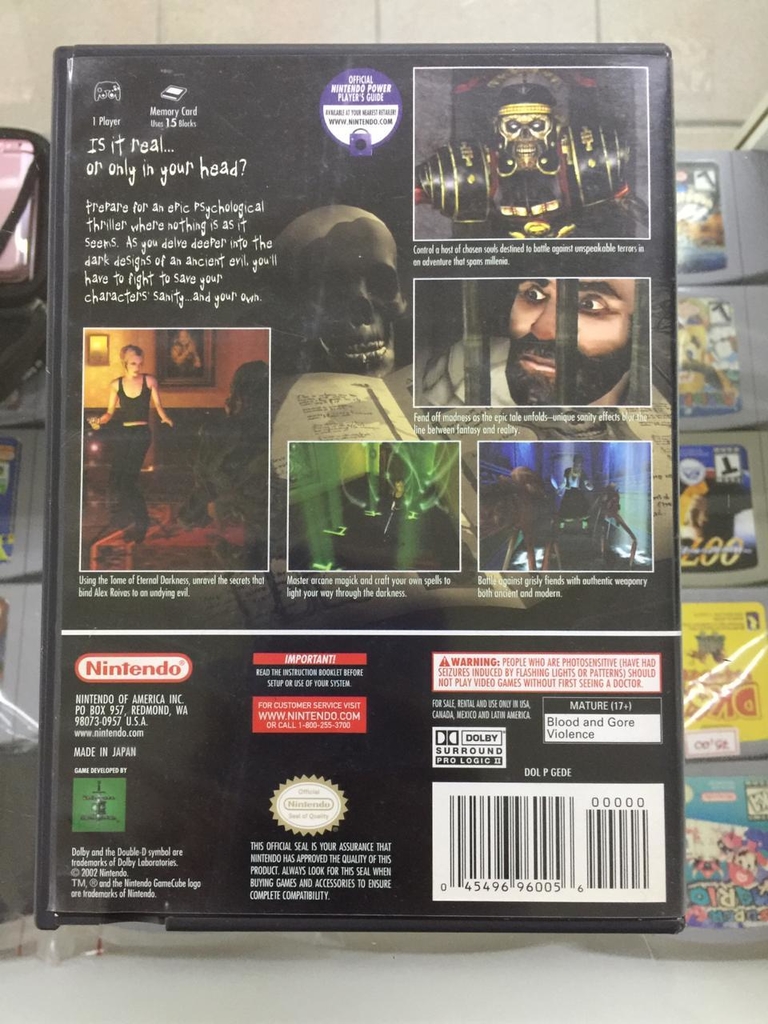 1 Player
Memory Card
Uses 15 Blocks
OFFICIAL
NINTENDO POWER
PLAYER'S GUIDE
AVAILABLE AT YOUR NEAREST RETAILER!
WWW.NINTENDO.COM
Is it real...
or only in your head?
Prepare for an epic psychological
thriller where nothing is as it
seems. As you delve deeper into the
dark designs of an ancient evil, you'll
have to fight to save your
characters' sanity...and your own.
Control a host of chosen souls destined to battle against unspeakable terrors in
an adventure that spans millenia.
Fend off madness as the epic tale unfolds–unique sanity effects blur the
line between fantasy and reality.
Using the Tome of Eternal Darkness, unravel the secrets that
bind Alex Roivas to an undying evil.
Master arcane magick and craft your own spells to
light your way through the darkness.
Battle against grisly fiends with authentic weaponry
both ancient and modern.
Nintendo®
NINTENDO OF AMERICA INC.
PO BOX 957, REDMOND, WA
98073-0957 U.S.A.
www.nintendo.com
MADE IN JAPAN
GAME DEVELOPED BY
Dolby and the Double-D symbol are
trademarks of Dolby Laboratories.
© 2002 Nintendo.
TM, ® and the Nintendo GameCube logo
are trademarks of Nintendo.
IMPORTANT!
READ THE INSTRUCTION BOOKLET BEFORE
SETUP OR USE OF YOUR SYSTEM.
FOR CUSTOMER SERVICE VISIT
WWW.NINTENDO.COM
OR CALL 1-800-255-3700
Official
Nintendo
Seal of Quality
THIS OFFICIAL SEAL IS YOUR ASSURANCE THAT
NINTENDO HAS APPROVED THE QUALITY OF THIS
PRODUCT. ALWAYS LOOK FOR THIS SEAL WHEN
BUYING GAMES AND ACCESSORIES TO ENSURE
COMPLETE COMPATIBILITY.
WARNING: PEOPLE WHO ARE PHOTOSENSITIVE (HAVE HAD
SEIZURES INDUCED BY FLASHING LIGHTS OR PATTERNS) SHOULD
NOT PLAY VIDEO GAMES WITHOUT FIRST SEEING A DOCTOR.
FOR SALE, RENTAL AND USE ONLY IN USA,
CANADA, MEXICO AND LATIN AMERICA.
MATURE (17+)
Blood and Gore
Violence
DOLBY
SURROUND
PRO LOGIC II
DOL P GEDE
00000
0 45496 96005 6